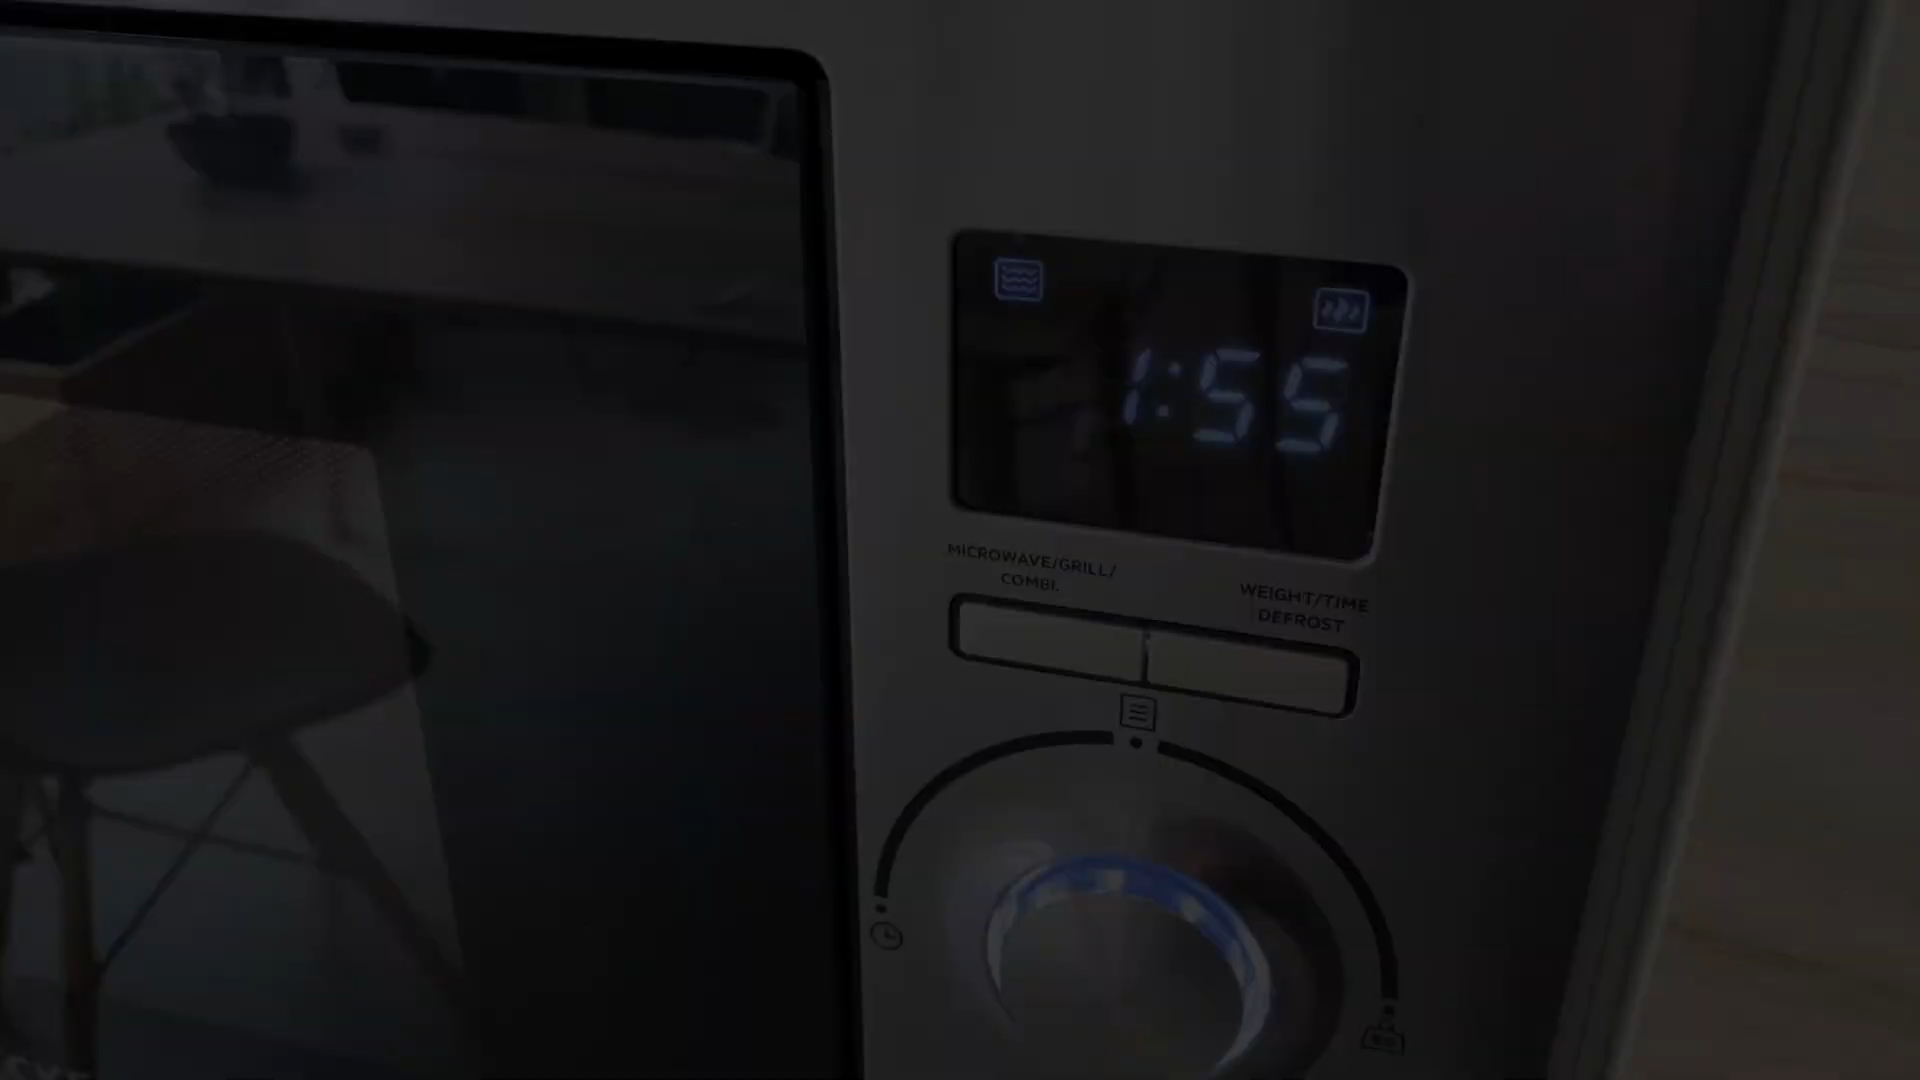 1:55
MICROWAVE/GRILL/
COMBI.
WEIGHT/TIME
DEFROST